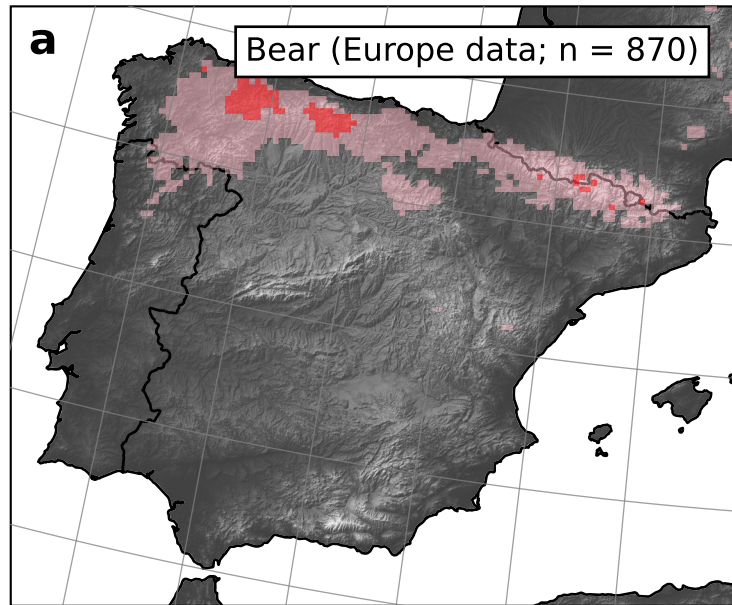 a
Bear (Europe data; n = 870)